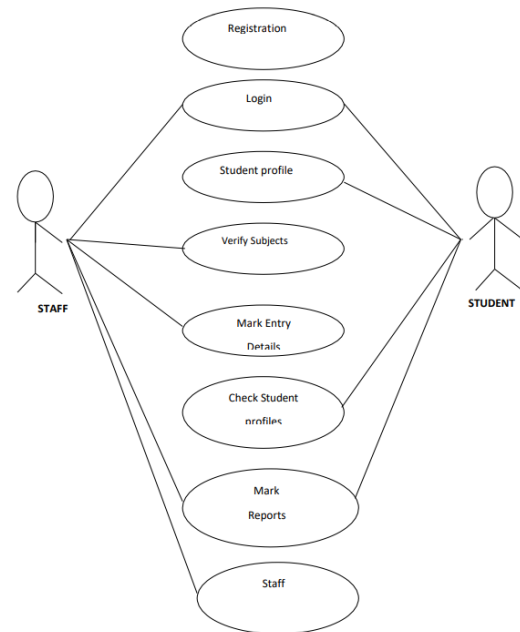 Registration
Login
Student profile
Verify Subjects
STAFF
STUDENT
Mark Entry
Details
Check Student
profiles
Mark
Reports
Staff